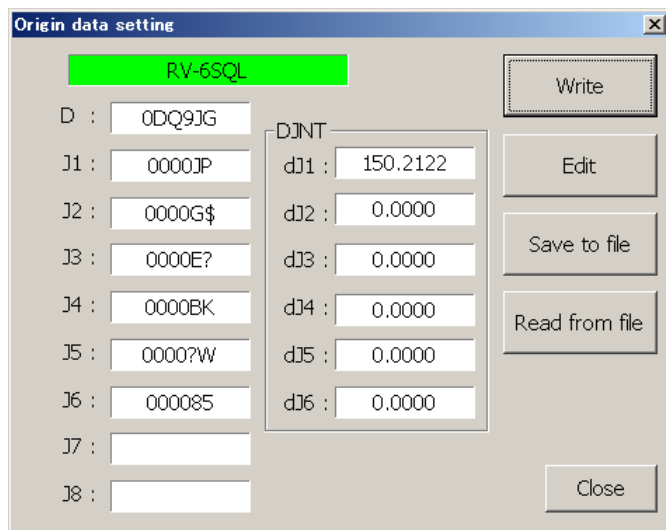 Origin data setting
RV-6SQL
Write
D : 0DQ9JG
DJNT
J1 : 0000JP
dJ1 : 150.2122
Edit
J2 : 0000G$
dJ2 : 0.0000
Save to file
J3 : 0000E?
dJ3 : 0.0000
J4 : 0000BK
dJ4 : 0.0000
Read from file
J5 : 0000?W
dJ5 : 0.0000
J6 : 000085
dJ6 : 0.0000
J7 :
J8 :
Close